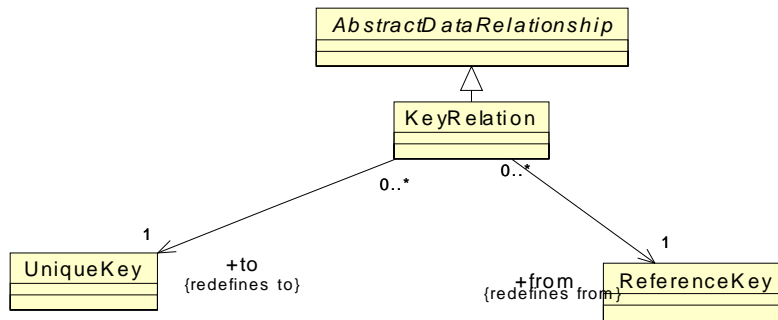 AbstractDataRelationship
KeyRelation
0..*
0..*
1
1
UniqueKey
+to
{redefines to}
+from
{redefines from}
ReferenceKey